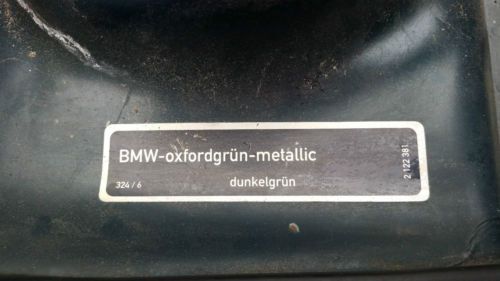 BMW-oxfordgrün-metallic
324 / 6
dunkelgrün
2 122 381